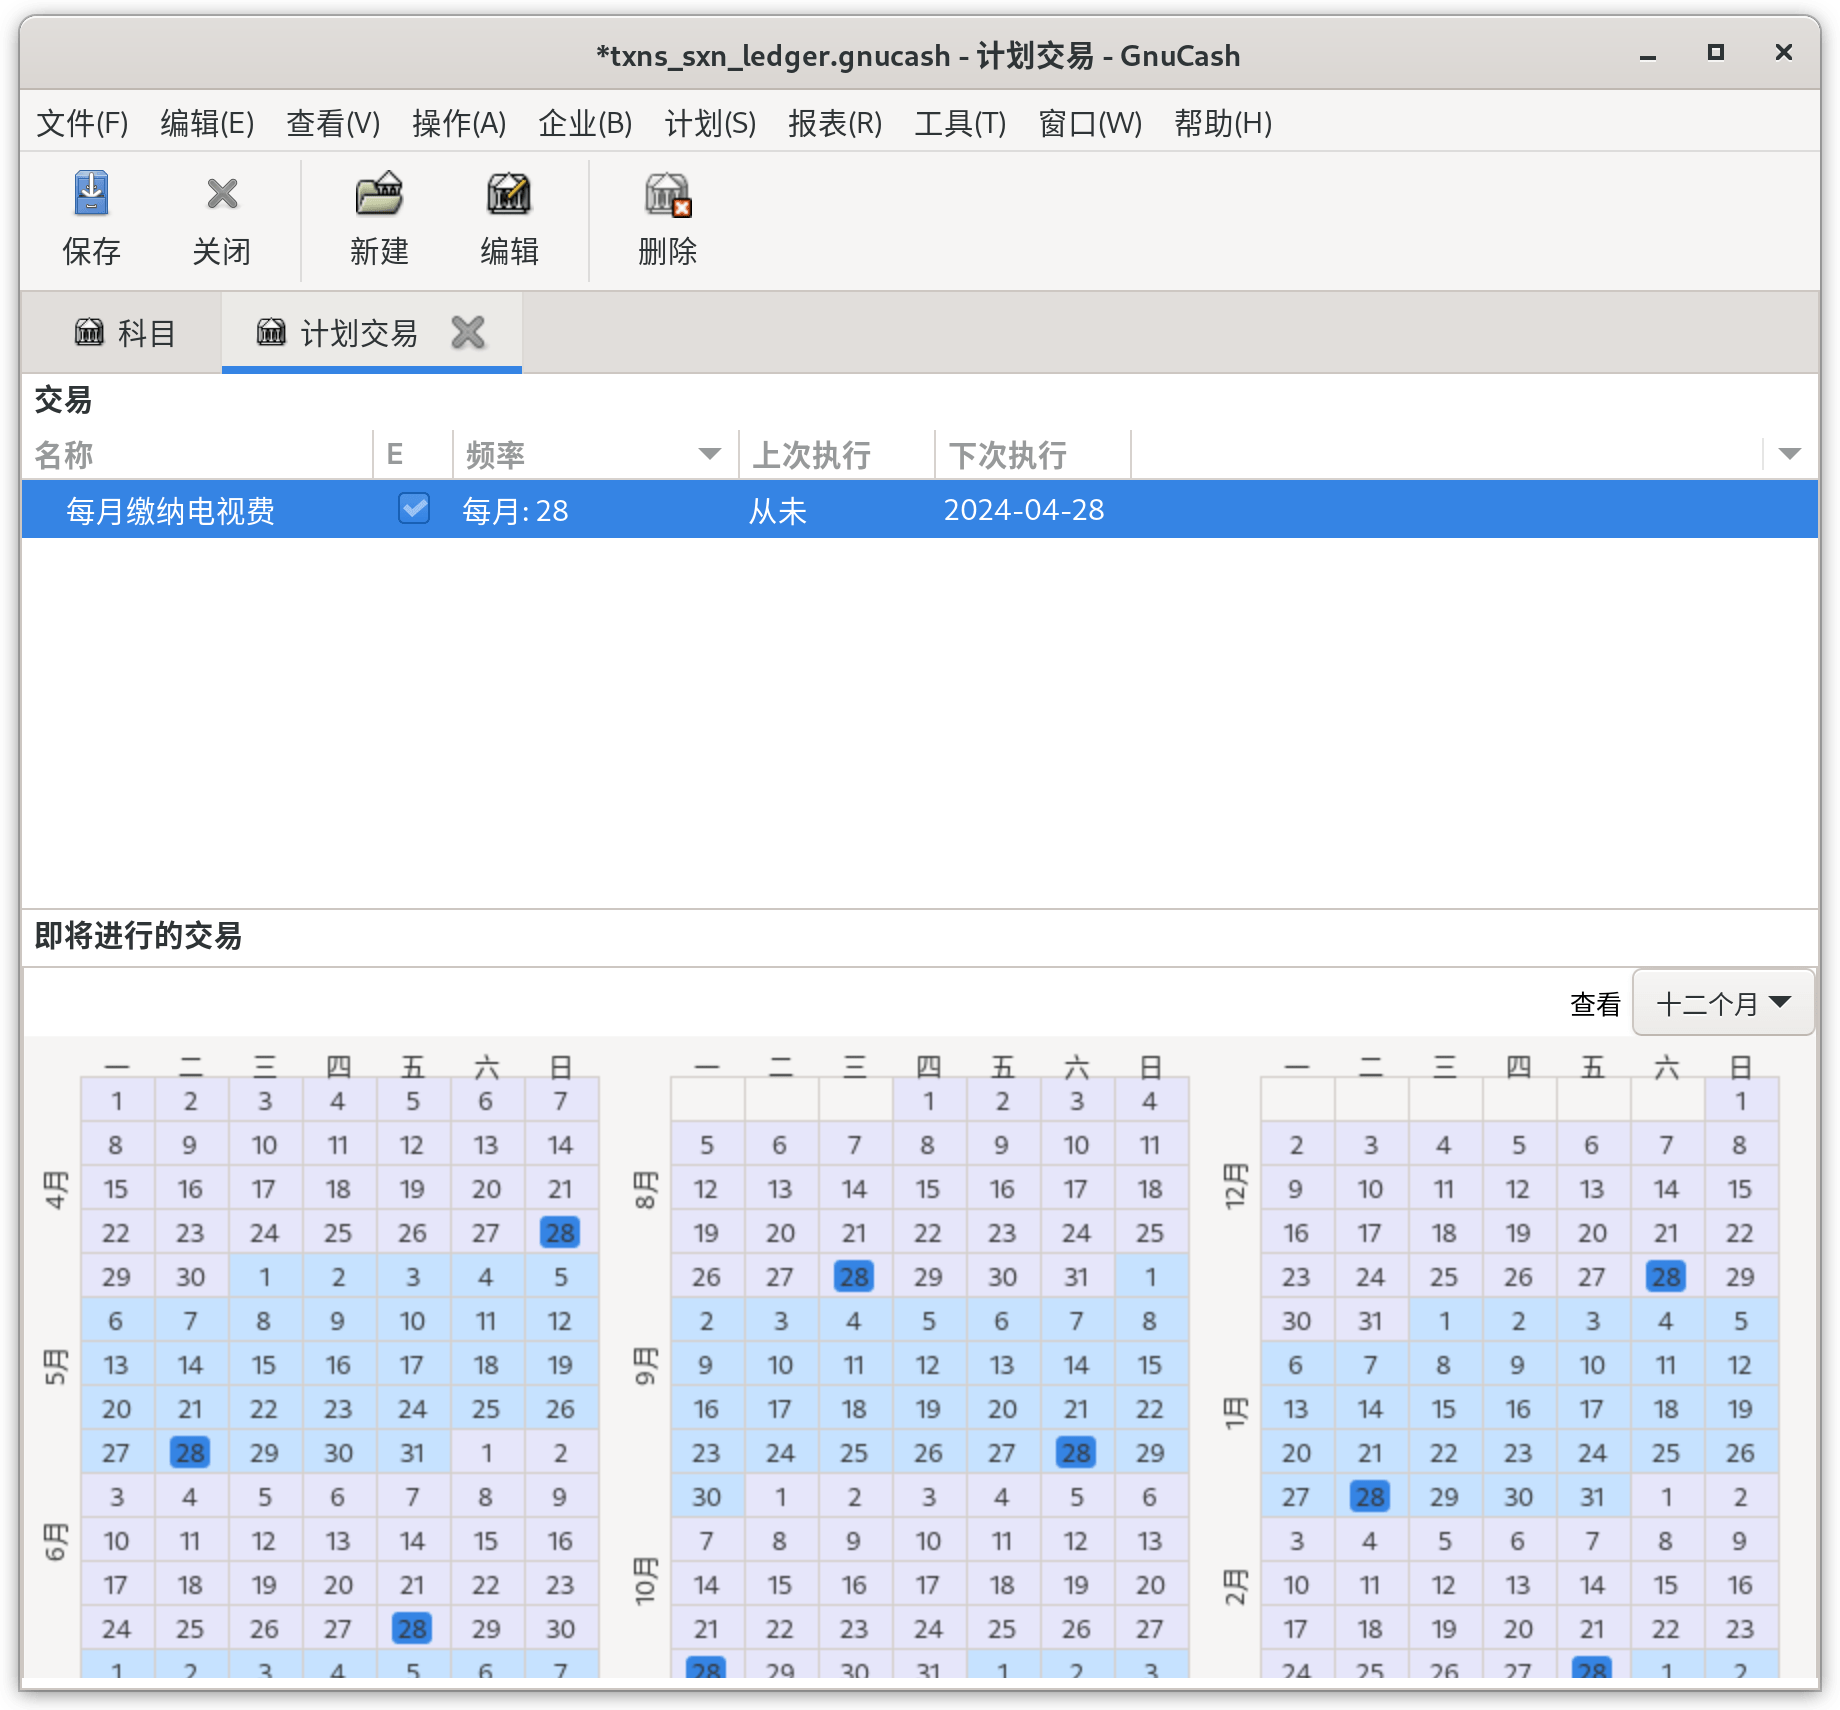 *txns_sxn_ledger.gnucash - 计划交易 - GnuCash
文件(F) 编辑(E) 查看(V) 操作(A) 企业(B) 计划(S) 报表(R) 工具(T) 窗口(W) 帮助(H)
保存 关闭 新建 编辑 删除
科目 计划交易
交易
名称 E 频率 上次执行 下次执行
每月缴纳电视费 每月: 28 从未 2024-04-28
即将进行的交易
查看 十二个月
一 二 三 四 五 六 日
1 2 3 4 5 6 7
8 9 10 11 12 13 14
4月
15 16 17 18 19 20 21
22 23 24 25 26 27 28
29 30 1 2 3 4 5
6 7 8 9 10 11 12
5月
13 14 15 16 17 18 19
20 21 22 23 24 25 26
27 28 29 30 31 1 2
3 4 5 6 7 8 9
6月
10 11 12 13 14 15 16
17 18 19 20 21 22 23
24 25 26 27 28 29 30
1 2 3 4 5 6 7
一 二 三 四 五 六 日
1 2 3 4
5 6 7 8 9 10 11
8月
12 13 14 15 16 17 18
19 20 21 22 23 24 25
26 27 28 29 30 31 1
2 3 4 5 6 7 8
9月
9 10 11 12 13 14 15
16 17 18 19 20 21 22
23 24 25 26 27 28 29
30 1 2 3 4 5 6
7 8 9 10 11 12 13
10月
14 15 16 17 18 19 20
21 22 23 24 25 26 27
28 29 30 31 1 2 3
一 二 三 四 五 六 日
1
2 3 4 5 6 7 8
12月
9 10 11 12 13 14 15
16 17 18 19 20 21 22
23 24 25 26 27 28 29
30 31 1 2 3 4 5
6 7 8 9 10 11 12
1月
13 14 15 16 17 18 19
20 21 22 23 24 25 26
27 28 29 30 31 1 2
3 4 5 6 7 8 9
2月
10 11 12 13 14 15 16
17 18 19 20 21 22 23
24 25 26 27 28 1 2